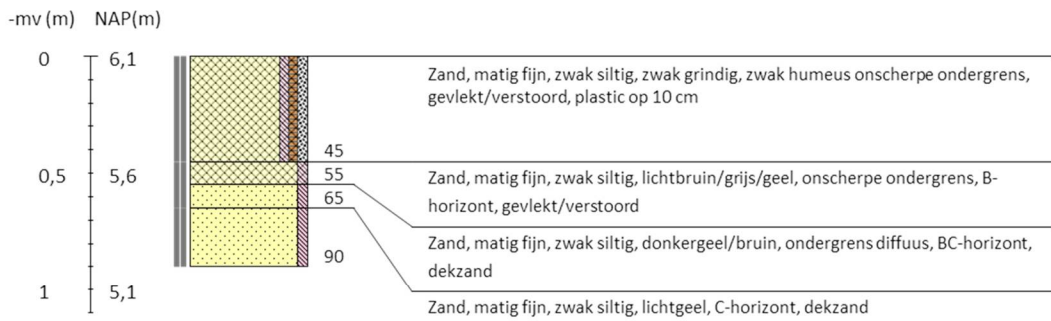 -mv (m) NAP(m)
0 6,1
Zand, matig fijn, zwak siltig, zwak grindig, zwak humeus onscherpe ondergrens,
gevlekt/verstoord, plastic op 10 cm
45
0,5 5,6
55
Zand, matig fijn, zwak siltig, lichtbruin/grijs/geel, onscherpe ondergrens, B-
horizont, gevlekt/verstoord
65
Zand, matig fijn, zwak siltig, donkergeel/bruin, ondergrens diffuus, BC-horizont,
dekzand
90
1 5,1
Zand, matig fijn, zwak siltig, lichtgeel, C-horizont, dekzand